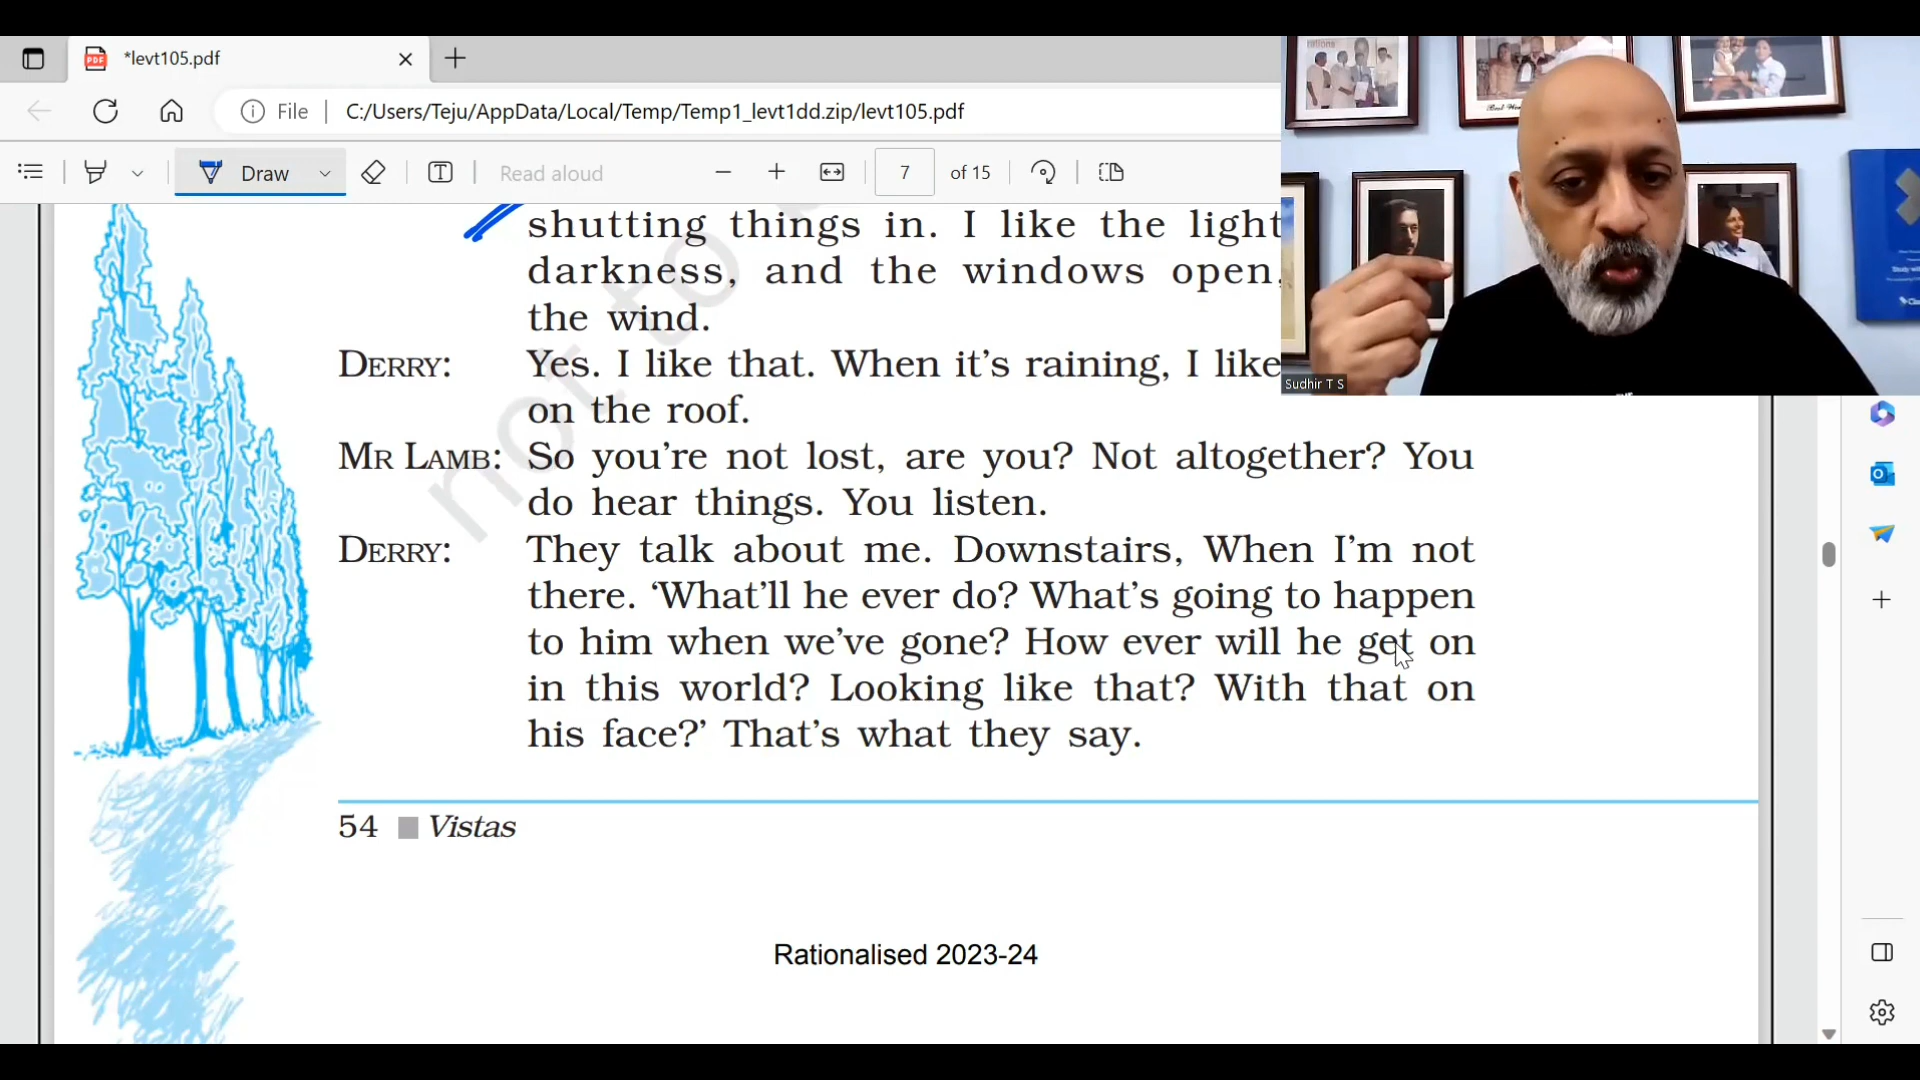 *levt105.pdf
File
C:/Users/Teju/AppData/Local/Temp/Temp1_levt1dd.zip/levt105.pdf
Draw
Read aloud
7 of 15
shutting things in. I like the light
darkness, and the windows open,
the wind.
DERRY: Yes. I like that. When it's raining, I like
on the roof.
MR LAMB: So you're not lost, are you? Not altogether? You
do hear things. You listen.
DERRY: They talk about me. Downstairs, When I'm not
there. ‘What'll he ever do? What's going to happen
to him when we've gone? How ever will he get on
in this world? Looking like that? With that on
his face?’ That's what they say.
54 Vistas
Rationalised 2023-24
not to b
Sudhir T S